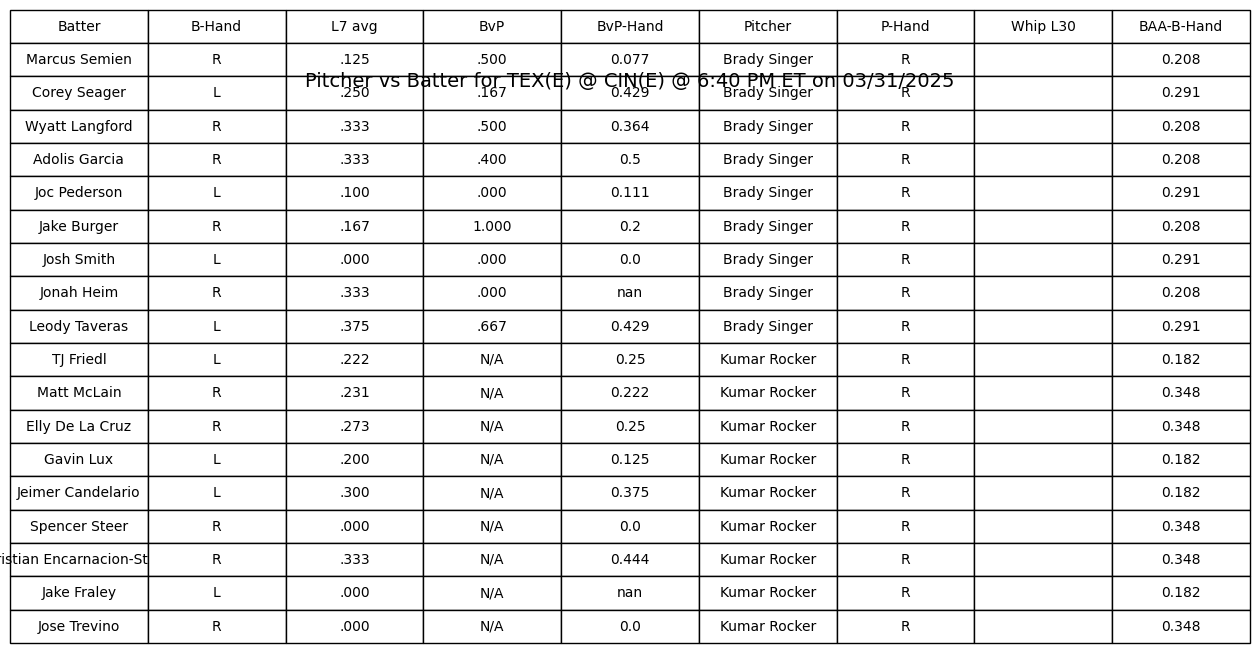 Batter B-Hand L7 avg BvP BvP-Hand Pitcher P-Hand Whip L30 BAA-B-Hand
Marcus Semien R .125 .500 0.077 Brady Singer R 0.208
Pitcher vs Batter for TEX(E) @ CIN(E) @ 6:40 PM ET on 03/31/2025
Corey Seager L .250 .167 0.429 Brady Singer R 0.291
Wyatt Langford R .333 .500 0.364 Brady Singer R 0.208
Adolis Garcia R .333 .400 0.5 Brady Singer R 0.208
Joc Pederson L .100 .000 0.111 Brady Singer R 0.291
Jake Burger R .167 1.000 0.2 Brady Singer R 0.208
Josh Smith L .000 .000 0.0 Brady Singer R 0.291
Jonah Heim R .333 .000 nan Brady Singer R 0.208
Leody Taveras L .375 .667 0.429 Brady Singer R 0.291
TJ Friedl L .222 N/A 0.25 Kumar Rocker R 0.182
Matt McLain R .231 N/A 0.222 Kumar Rocker R 0.348
Elly De La Cruz R .273 N/A 0.25 Kumar Rocker R 0.348
Gavin Lux L .200 N/A 0.125 Kumar Rocker R 0.182
Jeimer Candelario L .300 N/A 0.375 Kumar Rocker R 0.182
Spencer Steer R .000 N/A 0.0 Kumar Rocker R 0.348
istian Encarnacion-St R .333 N/A 0.444 Kumar Rocker R 0.348
Jake Fraley L .000 N/A nan Kumar Rocker R 0.182
Jose Trevino R .000 N/A 0.0 Kumar Rocker R 0.348